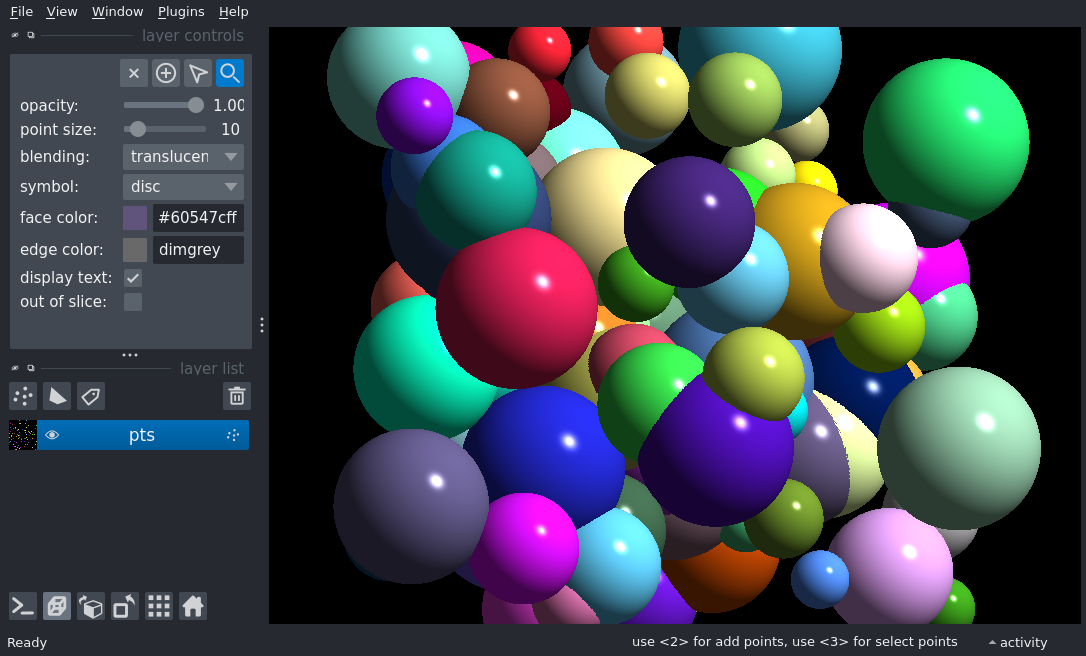 File View Window Plugins Help
layer controls
opacity: 1.00
point size: 10
blending: translucen
symbol: disc
face color: #60547cff
edge color: dimgrey
display text:
out of slice:
layer list
pts
Ready use <2> for add points, use <3> for select points activity